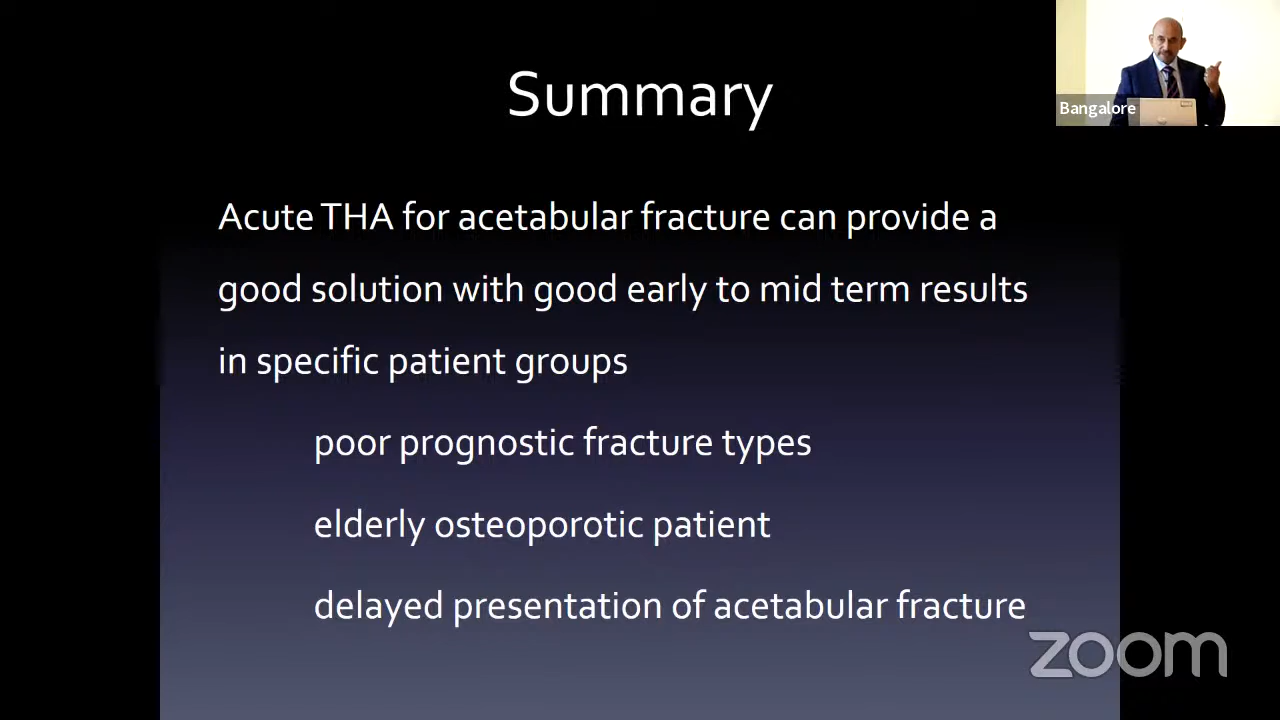 Summary
Bangalore
Acute THA for acetabular fracture can provide a
good solution with good early to mid term results
in specific patient groups
poor prognostic fracture types
elderly osteoporotic patient
delayed presentation of acetabular fracture
zoom